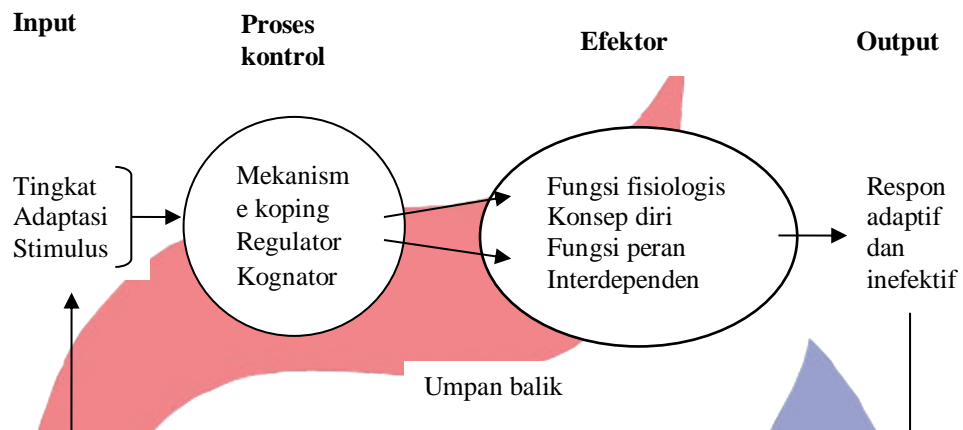 Input
Proses
kontrol
Efektor
Output
Tingkat
Adaptasi
Stimulus
Mekanism
e koping
Regulator
Kognator
Fungsi fisiologis
Konsep diri
Fungsi peran
Interdependen
Respon
adaptif
dan
inefektif
Umpan balik